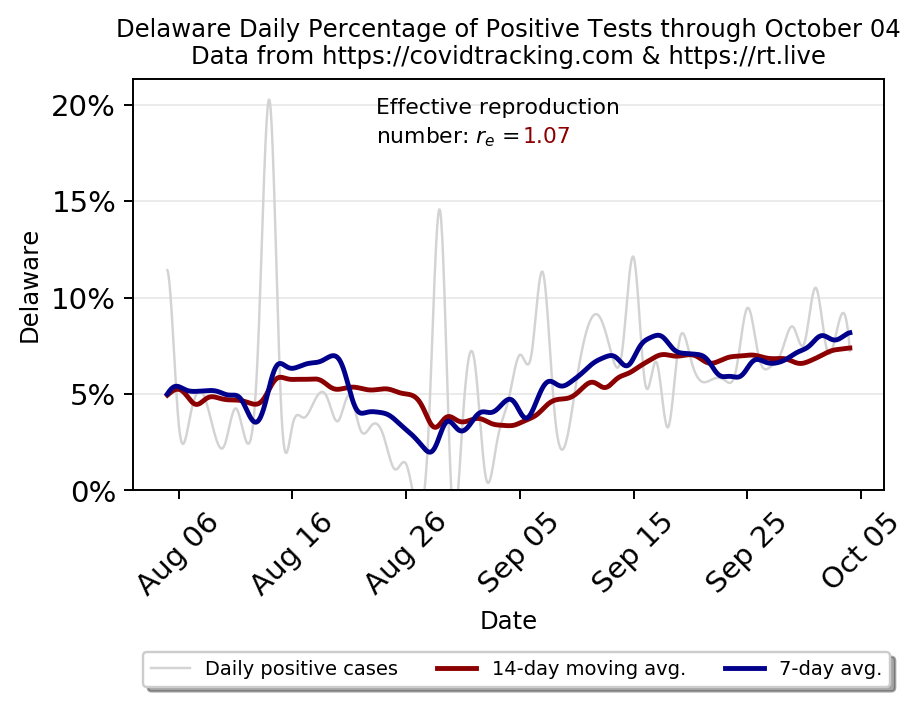 Delaware Daily Percentage of Positive Tests through October 04
Data from https://covidtracking.com & https://rt.live
Effective reproduction
number: rₑ =1.07
20%
15%
10%
5%
0%
Delaware
Aug 06
Aug 16
Aug 26
Sep 05
Sep 15
Sep 25
Oct 05
Date
Daily positive cases
14-day moving avg.
7-day avg.